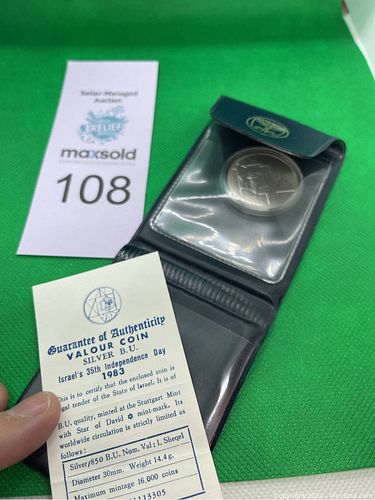 Seller-Managed
Auction
RELIEF
maxsold
108
Guarantee of Authenticity
VALOUR COIN
SILVER B.U.
Israel's 35th Independence Day
1983
This is to certify that the enclosed coin is
legal tender of the State of Israel. It is of
B.U. quality, minted at the Stuttgart Mint
with Star of David ✡ mint-mark. Its
worldwide circulation is strictly limited as
follows:
Silver/850 B.U. Nom. Val: 1 Sheqel
Diameter 30mm. Weight 14.4g.
Maximum mintage 16.000 coins
113305